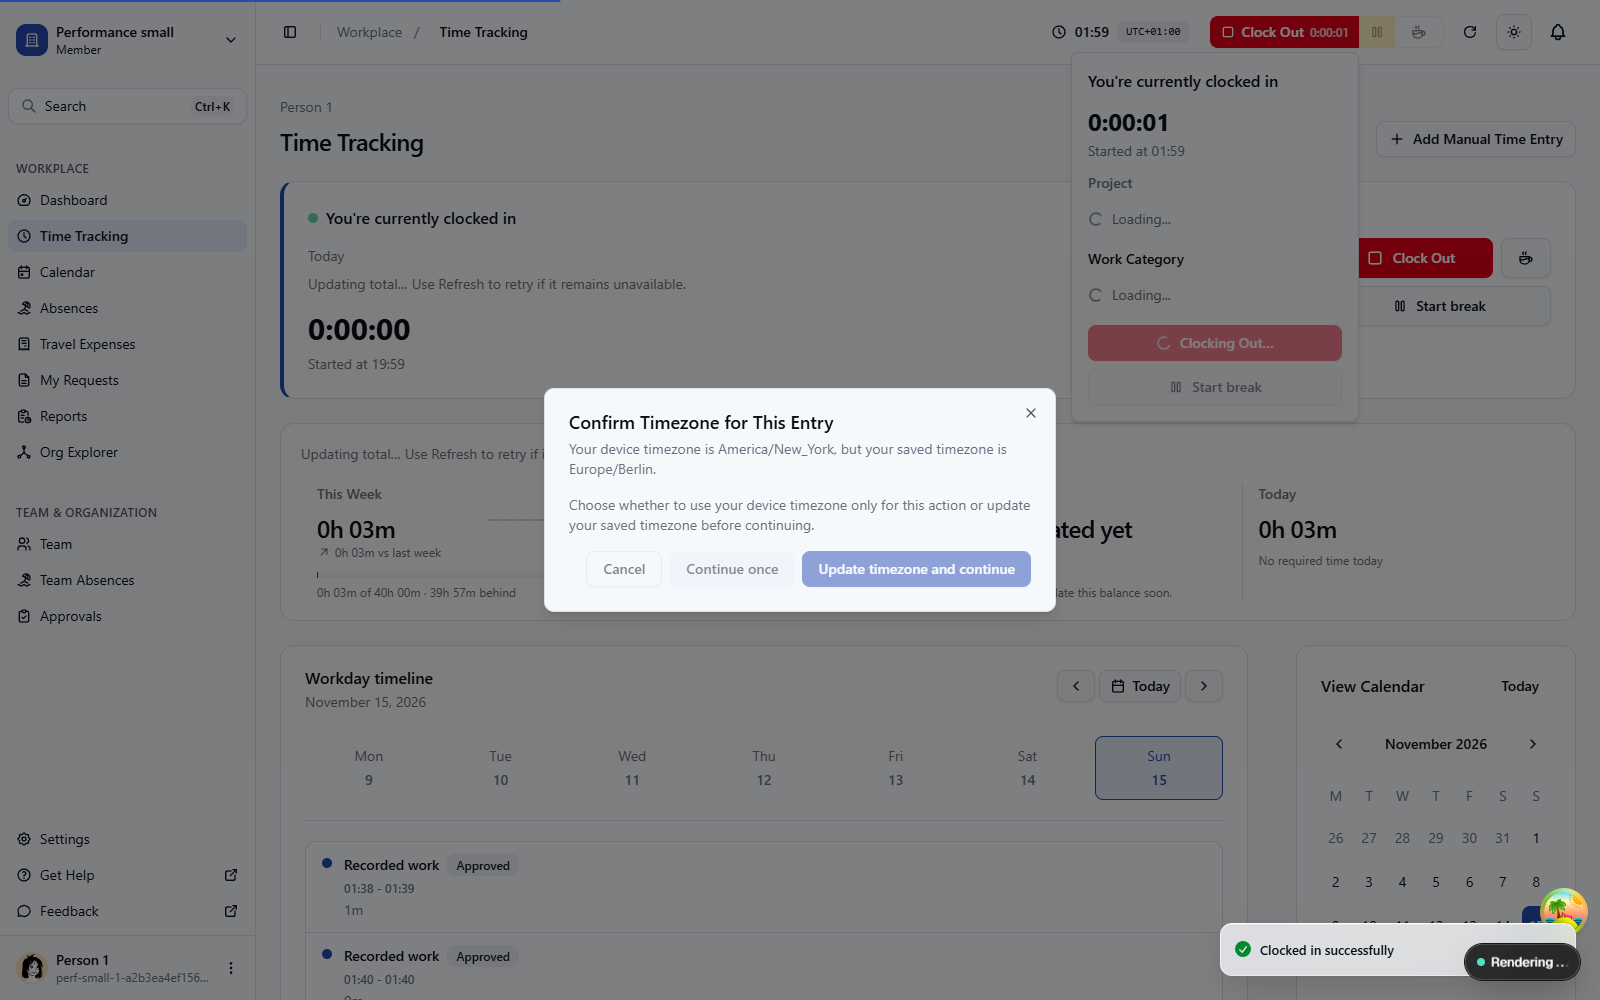 Performance small
Member
Search
Ctrl+K
WORKPLACE
Dashboard
Time Tracking
Calendar
Absences
Travel Expenses
My Requests
Reports
Org Explorer
TEAM & ORGANIZATION
Team
Team Absences
Approvals
Settings
Get Help
Feedback
Person 1
perf-small-1-a2b3ea4ef156...
Workplace / Time Tracking
01:59 UTC+01:00
Clock Out 0:00:01
Person 1
Time Tracking
Add Manual Time Entry
You're currently clocked in
Today
Updating total... Use Refresh to retry if it remains unavailable.
0:00:00
Started at 19:59
Clock Out
Start break
You're currently clocked in
0:00:01
Started at 01:59
Project
Loading...
Work Category
Loading...
Clocking Out...
Start break
Updating total... Use Refresh to retry if i
This Week
0h 03m
0h 03m vs last week
0h 03m of 40h 00m · 39h 57m behind
ated yet
ate this balance soon.
Today
0h 03m
No required time today
Confirm Timezone for This Entry
Your device timezone is America/New_York, but your saved timezone is
Europe/Berlin.
Choose whether to use your device timezone only for this action or update
your saved timezone before continuing.
Cancel
Continue once
Update timezone and continue
Workday timeline
November 15, 2026
Today
Mon Tue Wed Thu Fri Sat Sun
9 10 11 12 13 14 15
Recorded work Approved
01:38 - 01:39
1m
Recorded work Approved
01:40 - 01:40
View Calendar
Today
November 2026
M T W T F S S
26 27 28 29 30 31 1
2 3 4 5 6 7 8
Clocked in successfully
Rendering...